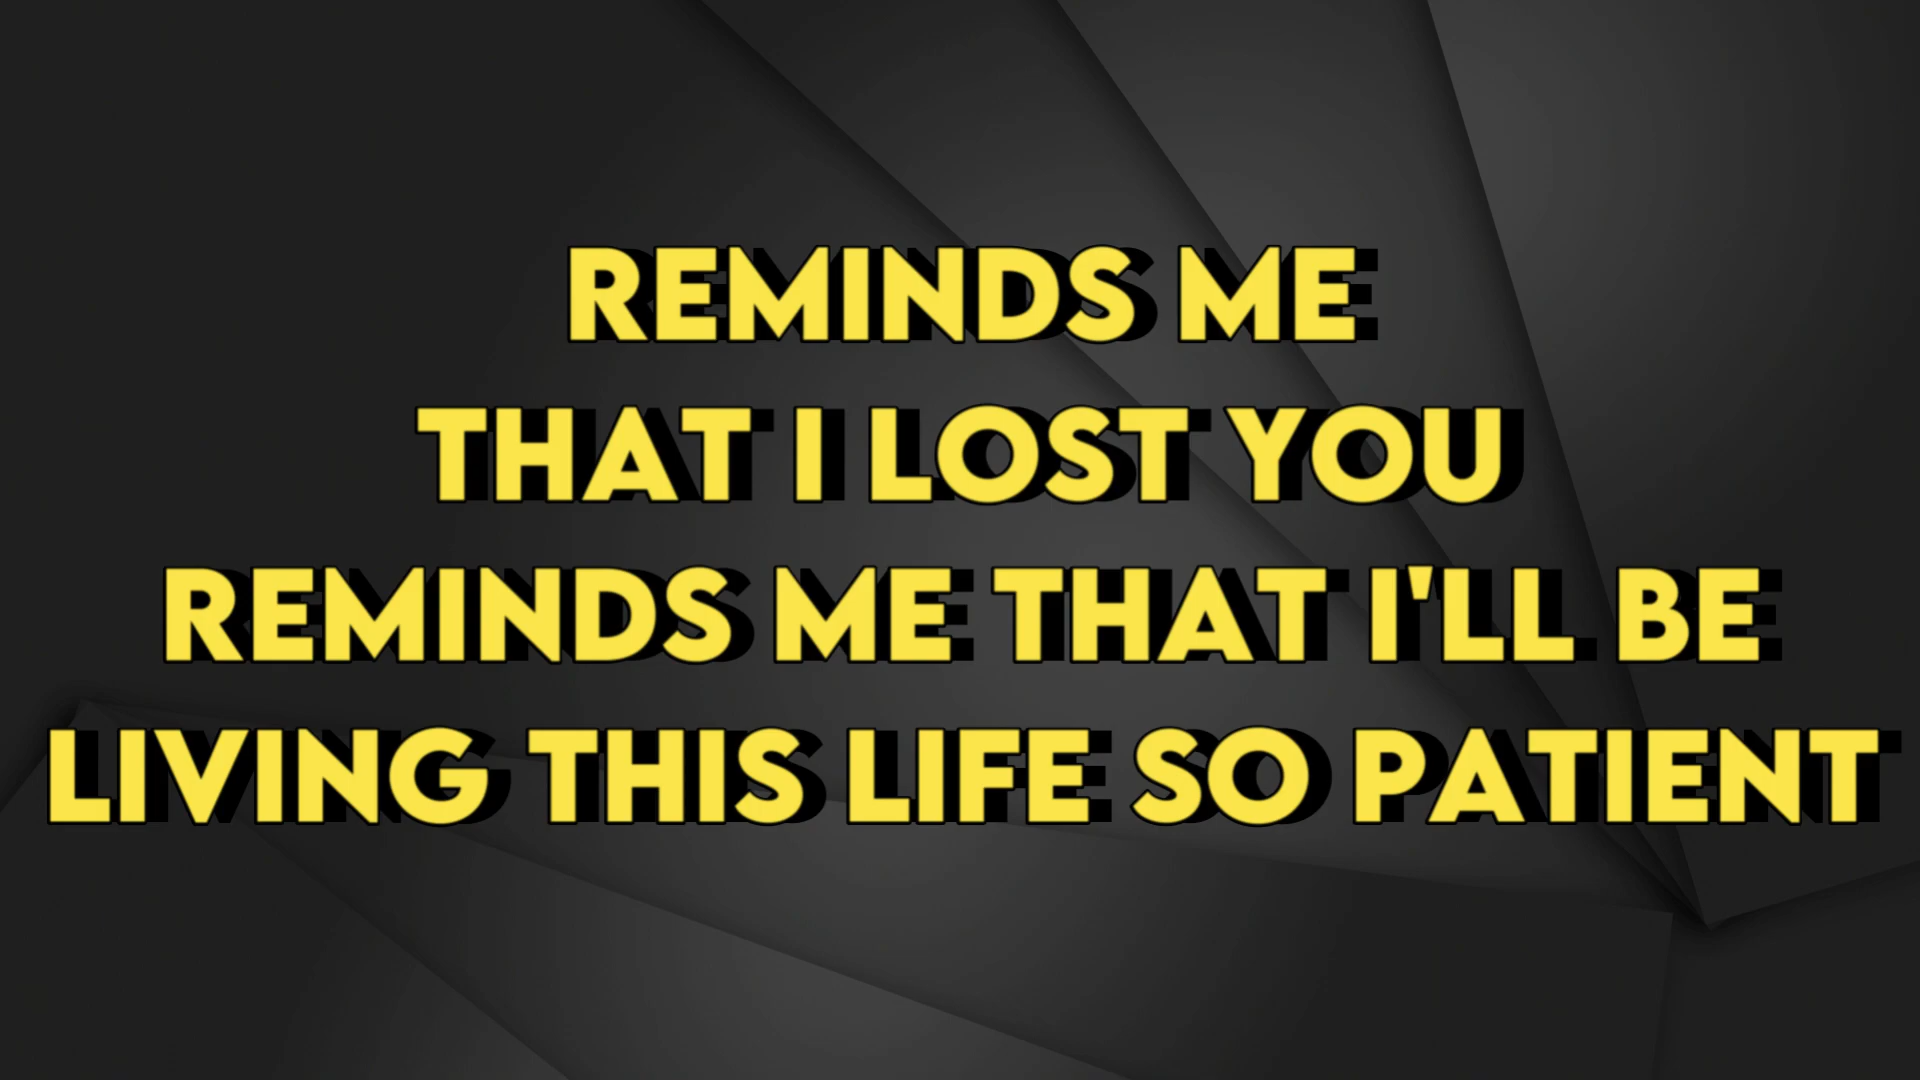 REMINDS ME
THAT I LOST YOU
REMINDS ME THAT I'LL BE
LIVING THIS LIFE SO PATIENT